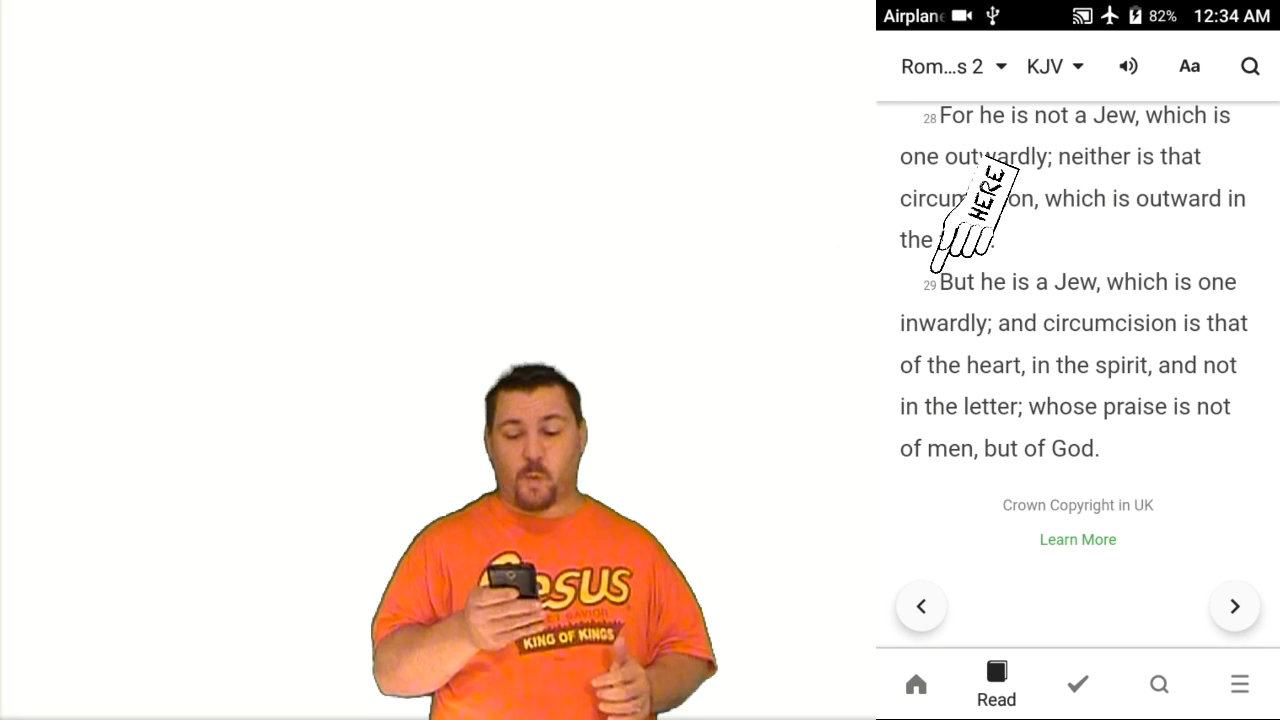 Airplan
82%
12:34 AM
Rom...s 2
KJV
Aa
28 For he is not a Jew, which is
one outwardly; neither is that
circum on, which is outward in
the .
HERE
29 But he is a Jew, which is one
inwardly; and circumcision is that
of the heart, in the spirit, and not
in the letter; whose praise is not
of men, but of God.
Crown Copyright in UK
Learn More
Read
esus
KING OF KINGS